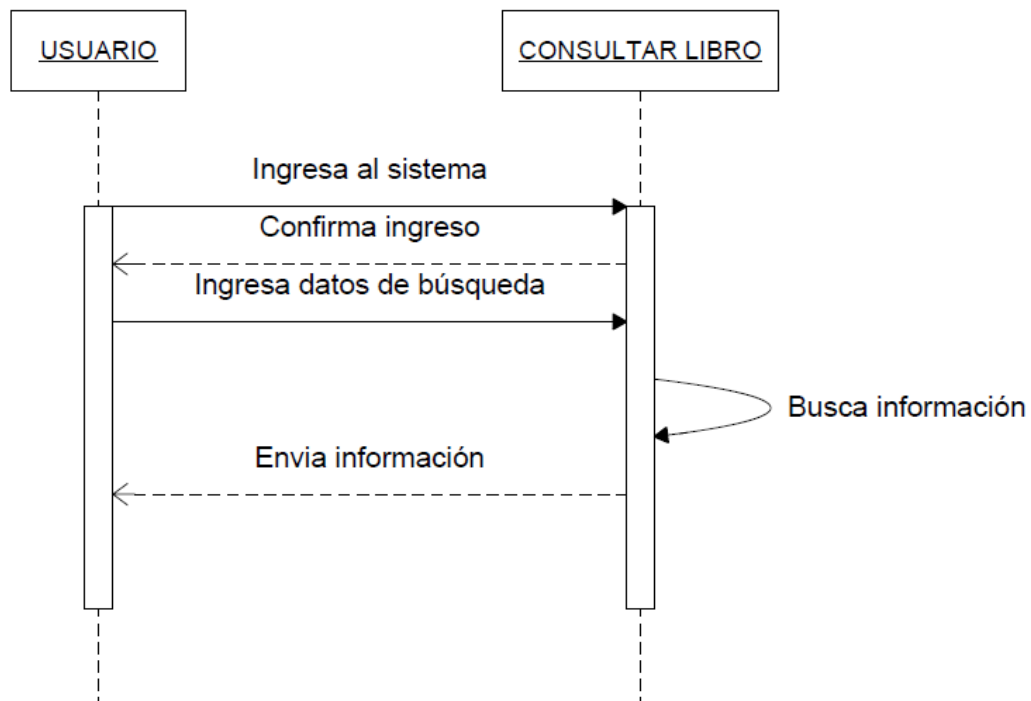 USUARIO
CONSULTAR LIBRO
Ingresa al sistema
Confirma ingreso
Ingresa datos de búsqueda
Busca información
Envia información